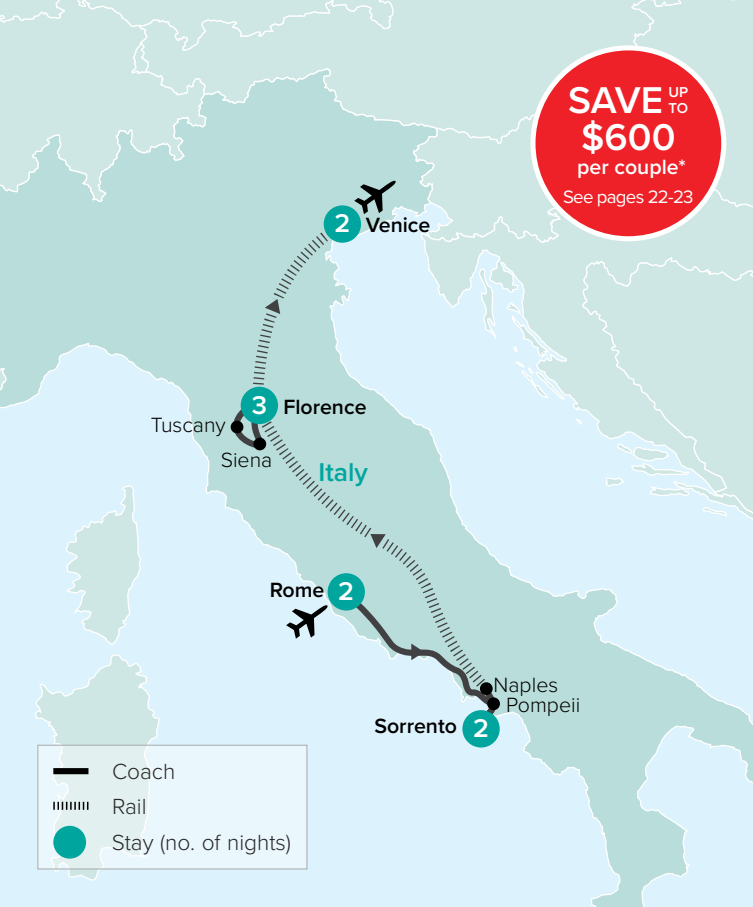 SAVE UP TO
$600
per couple*
See pages 22-23
2 Venice
3 Florence
Tuscany
Siena
Italy
Rome 2
Naples
Pompeii
Sorrento 2
Coach
Rail
Stay (no. of nights)